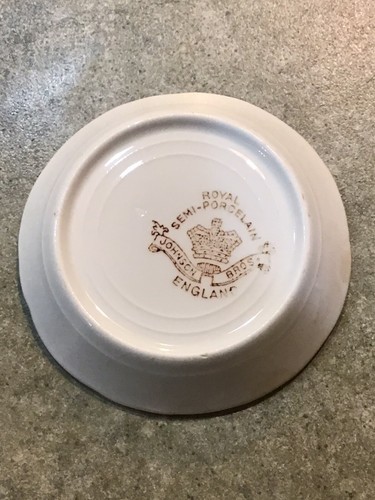 ROYAL
SEMI-PORCELAIN
JOHNSON BROS.
ENGLAND